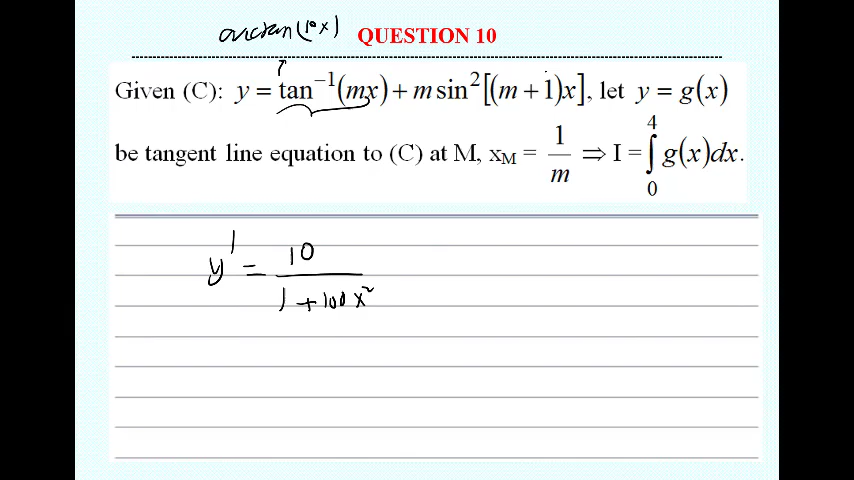 arctan(10x) QUESTION 10
Given (C): y = tan⁻¹(mx) + m sin²[(m + 1)x], let y = g(x)
be tangent line equation to (C) at M, x_M = 1/m ⇒ I = ∫₀⁴ g(x)dx.
y' = 10/(1 + 100x²)